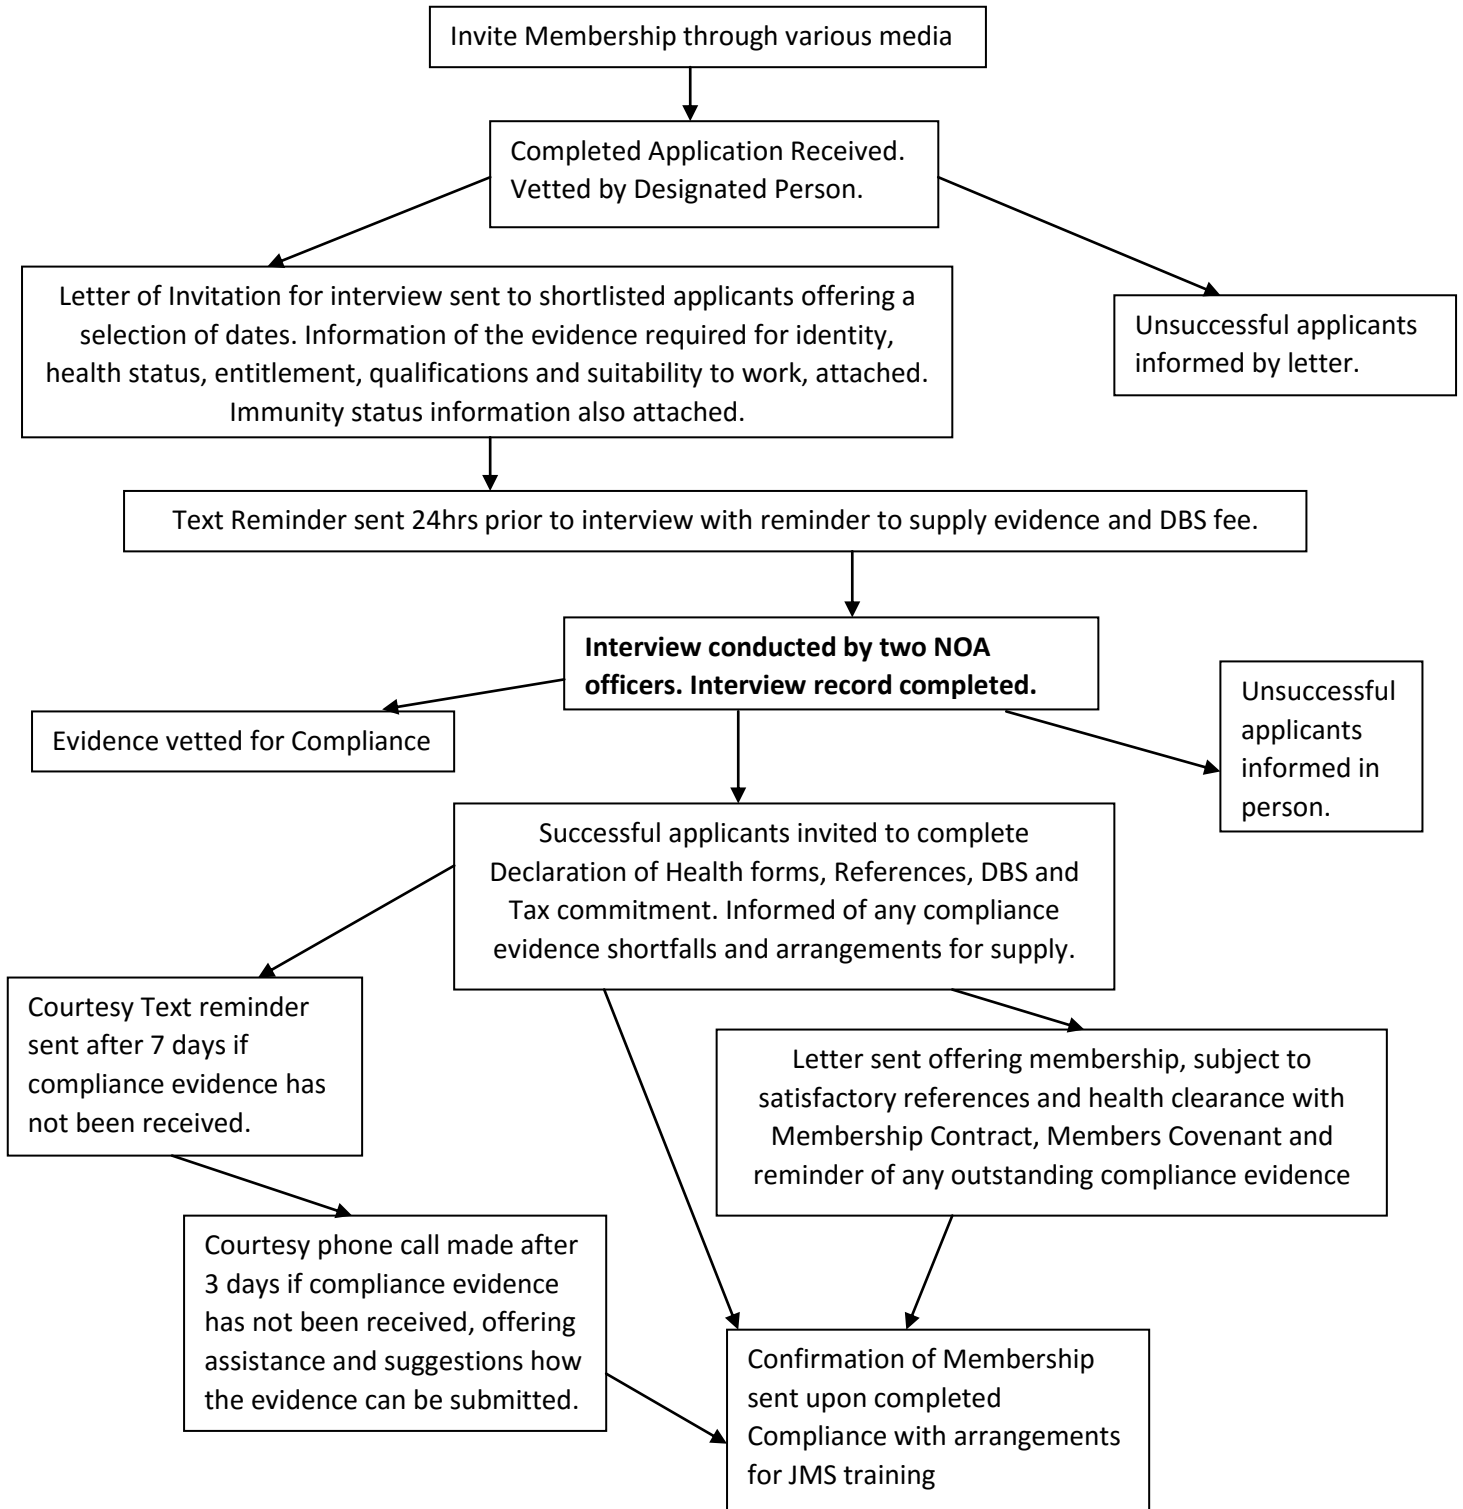 Invite Membership through various media
Completed Application Received.
Vetted by Designated Person.
Letter of Invitation for interview sent to shortlisted applicants offering a
selection of dates. Information of the evidence required for identity,
health status, entitlement, qualifications and suitability to work, attached.
Immunity status information also attached.
Unsuccessful applicants
informed by letter.
Text Reminder sent 24hrs prior to interview with reminder to supply evidence and DBS fee.
Interview conducted by two NOA
officers. Interview record completed.
Evidence vetted for Compliance
Unsuccessful
applicants
informed in
person.
Successful applicants invited to complete
Declaration of Health forms, References, DBS and
Tax commitment. Informed of any compliance
evidence shortfalls and arrangements for supply.
Courtesy Text reminder
sent after 7 days if
compliance evidence has
not been received.
Letter sent offering membership, subject to
satisfactory references and health clearance with
Membership Contract, Members Covenant and
reminder of any outstanding compliance evidence
Courtesy phone call made after
3 days if compliance evidence
has not been received, offering
assistance and suggestions how
the evidence can be submitted.
Confirmation of Membership
sent upon completed
Compliance with arrangements
for JMS training